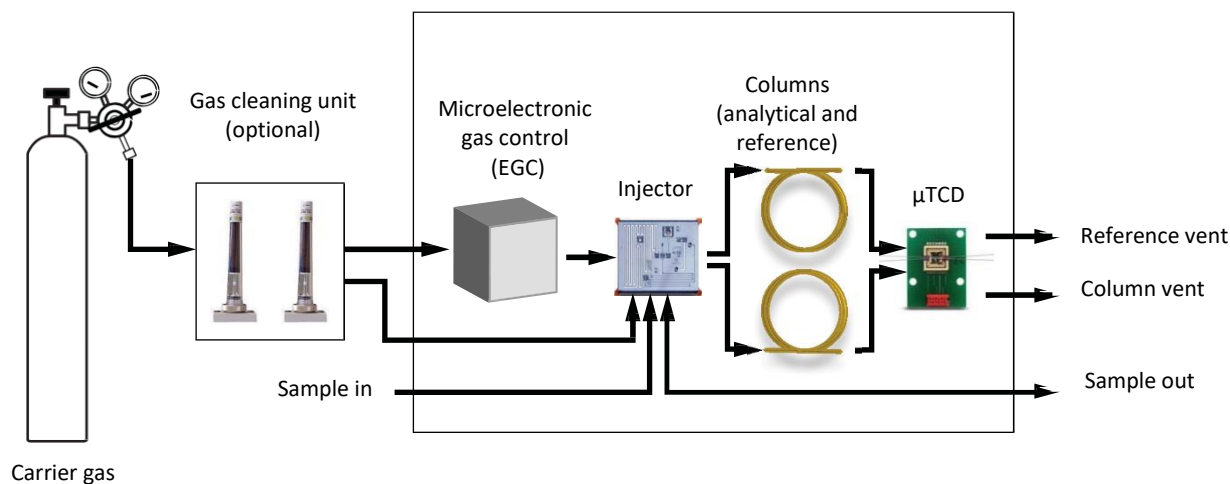 Gas cleaning unit
(optional)
Microelectronic
gas control
(EGC)
Injector
Columns
(analytical and
reference)
µTCD
Reference vent
Column vent
Sample in
Sample out
Carrier gas